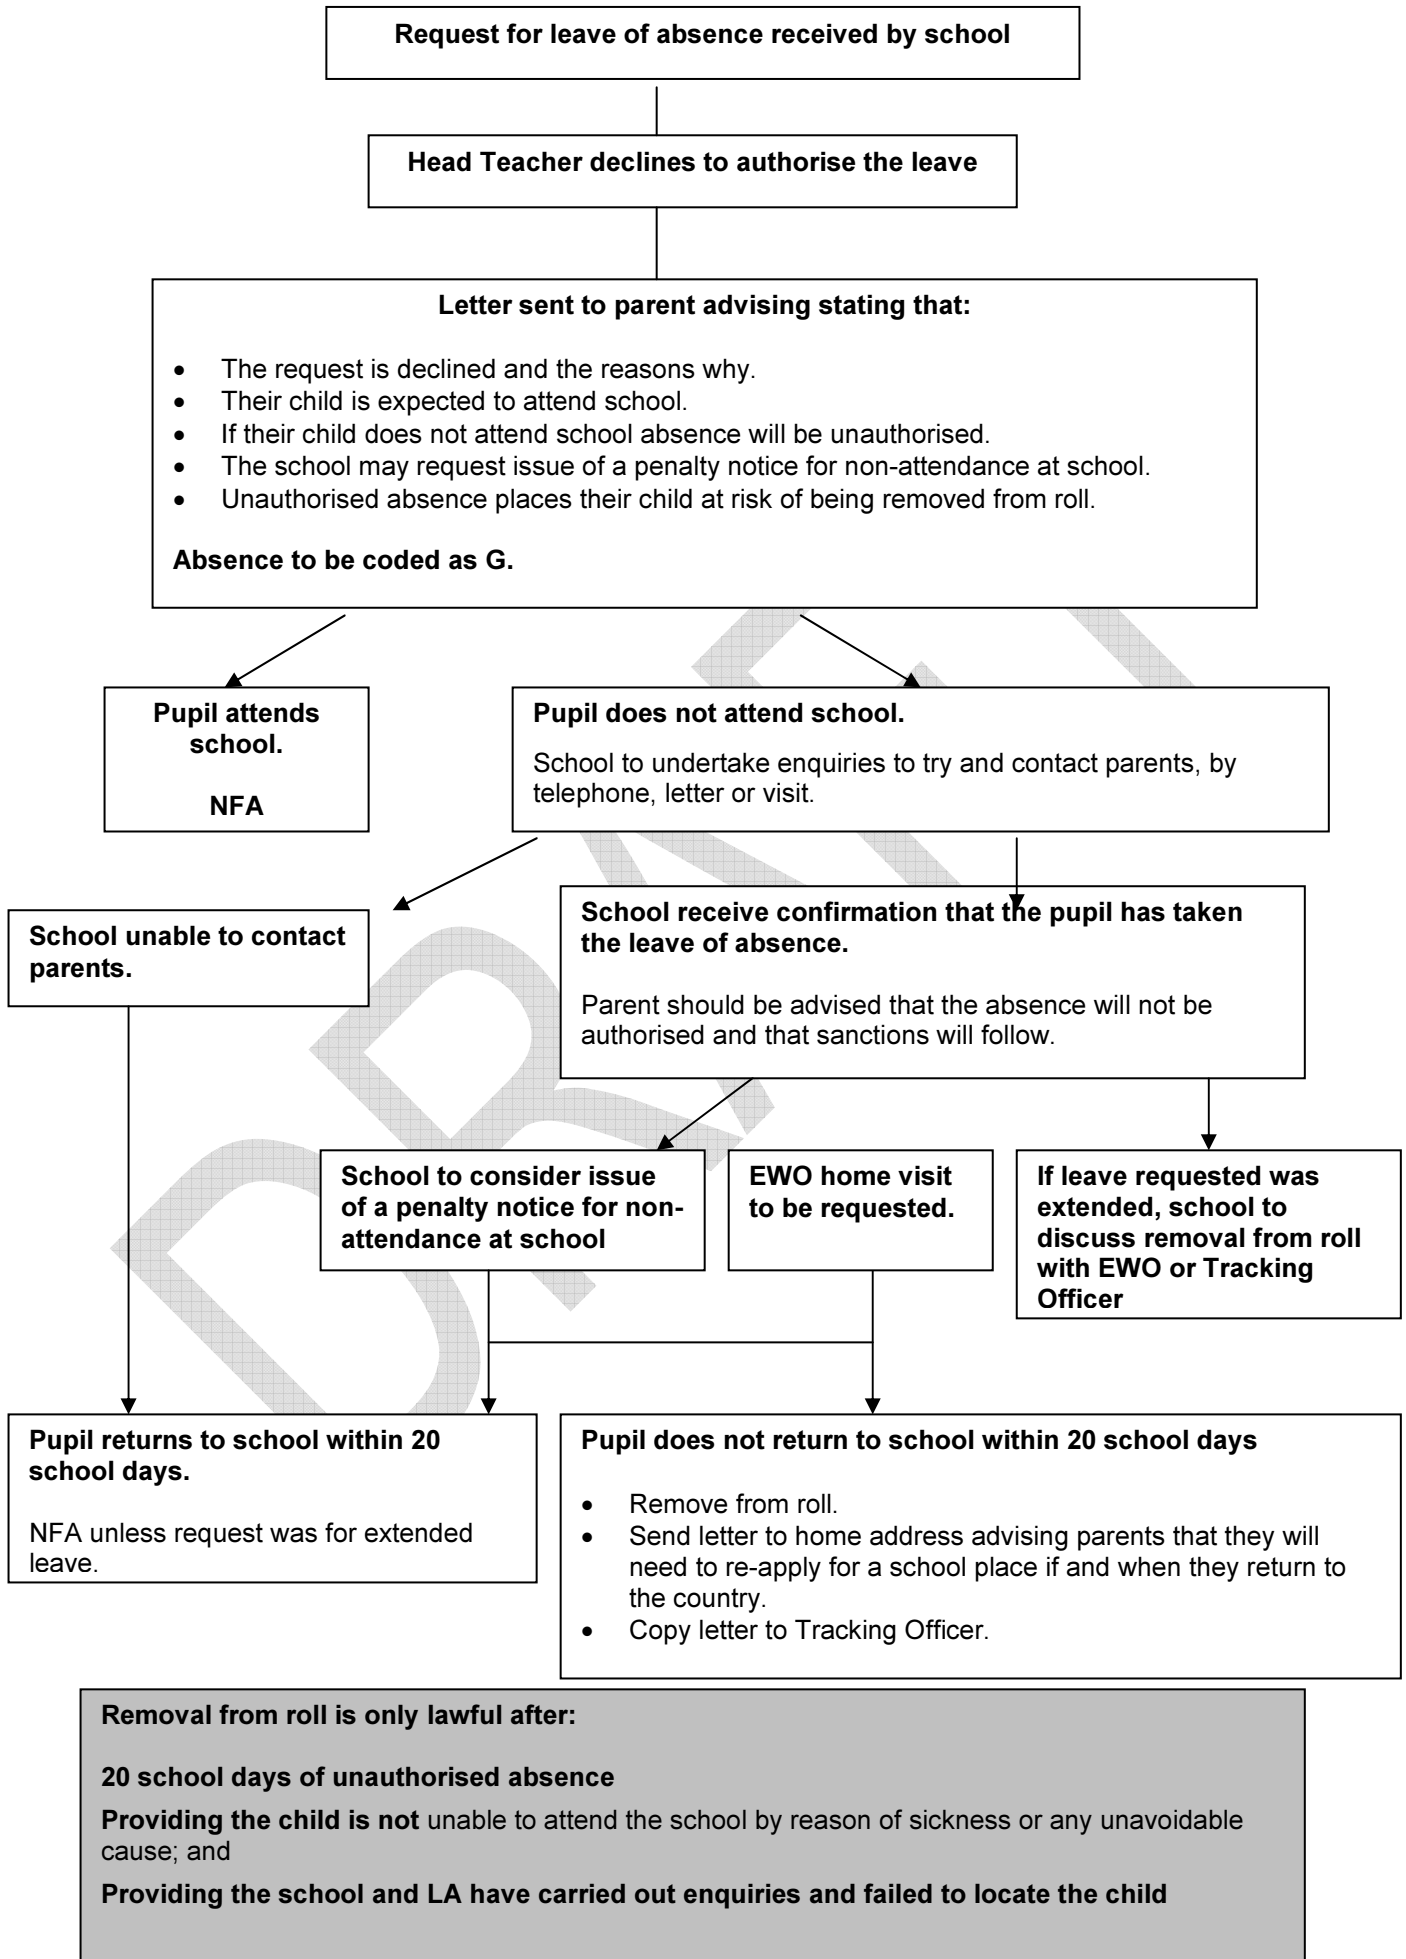 Request for leave of absence received by school
Head Teacher declines to authorise the leave
Letter sent to parent advising stating that:
• The request is declined and the reasons why.
• Their child is expected to attend school.
• If their child does not attend school absence will be unauthorised.
• The school may request issue of a penalty notice for non-attendance at school.
• Unauthorised absence places their child at risk of being removed from roll.
Absence to be coded as G.
Pupil attends
school.
NFA
Pupil does not attend school.
School to undertake enquiries to try and contact parents, by
telephone, letter or visit.
School unable to contact
parents.
School receive confirmation that the pupil has taken
the leave of absence.
Parent should be advised that the absence will not be
authorised and that sanctions will follow.
School to consider issue
of a penalty notice for non-
attendance at school
EWO home visit
to be requested.
If leave requested was
extended, school to
discuss removal from roll
with EWO or Tracking
Officer
Pupil returns to school within 20
school days.
NFA unless request was for extended
leave.
Pupil does not return to school within 20 school days
• Remove from roll.
• Send letter to home address advising parents that they will
need to re-apply for a school place if and when they return to
the country.
• Copy letter to Tracking Officer.
Removal from roll is only lawful after:
20 school days of unauthorised absence
Providing the child is not unable to attend the school by reason of sickness or any unavoidable
cause; and
Providing the school and LA have carried out enquiries and failed to locate the child
DRAFT